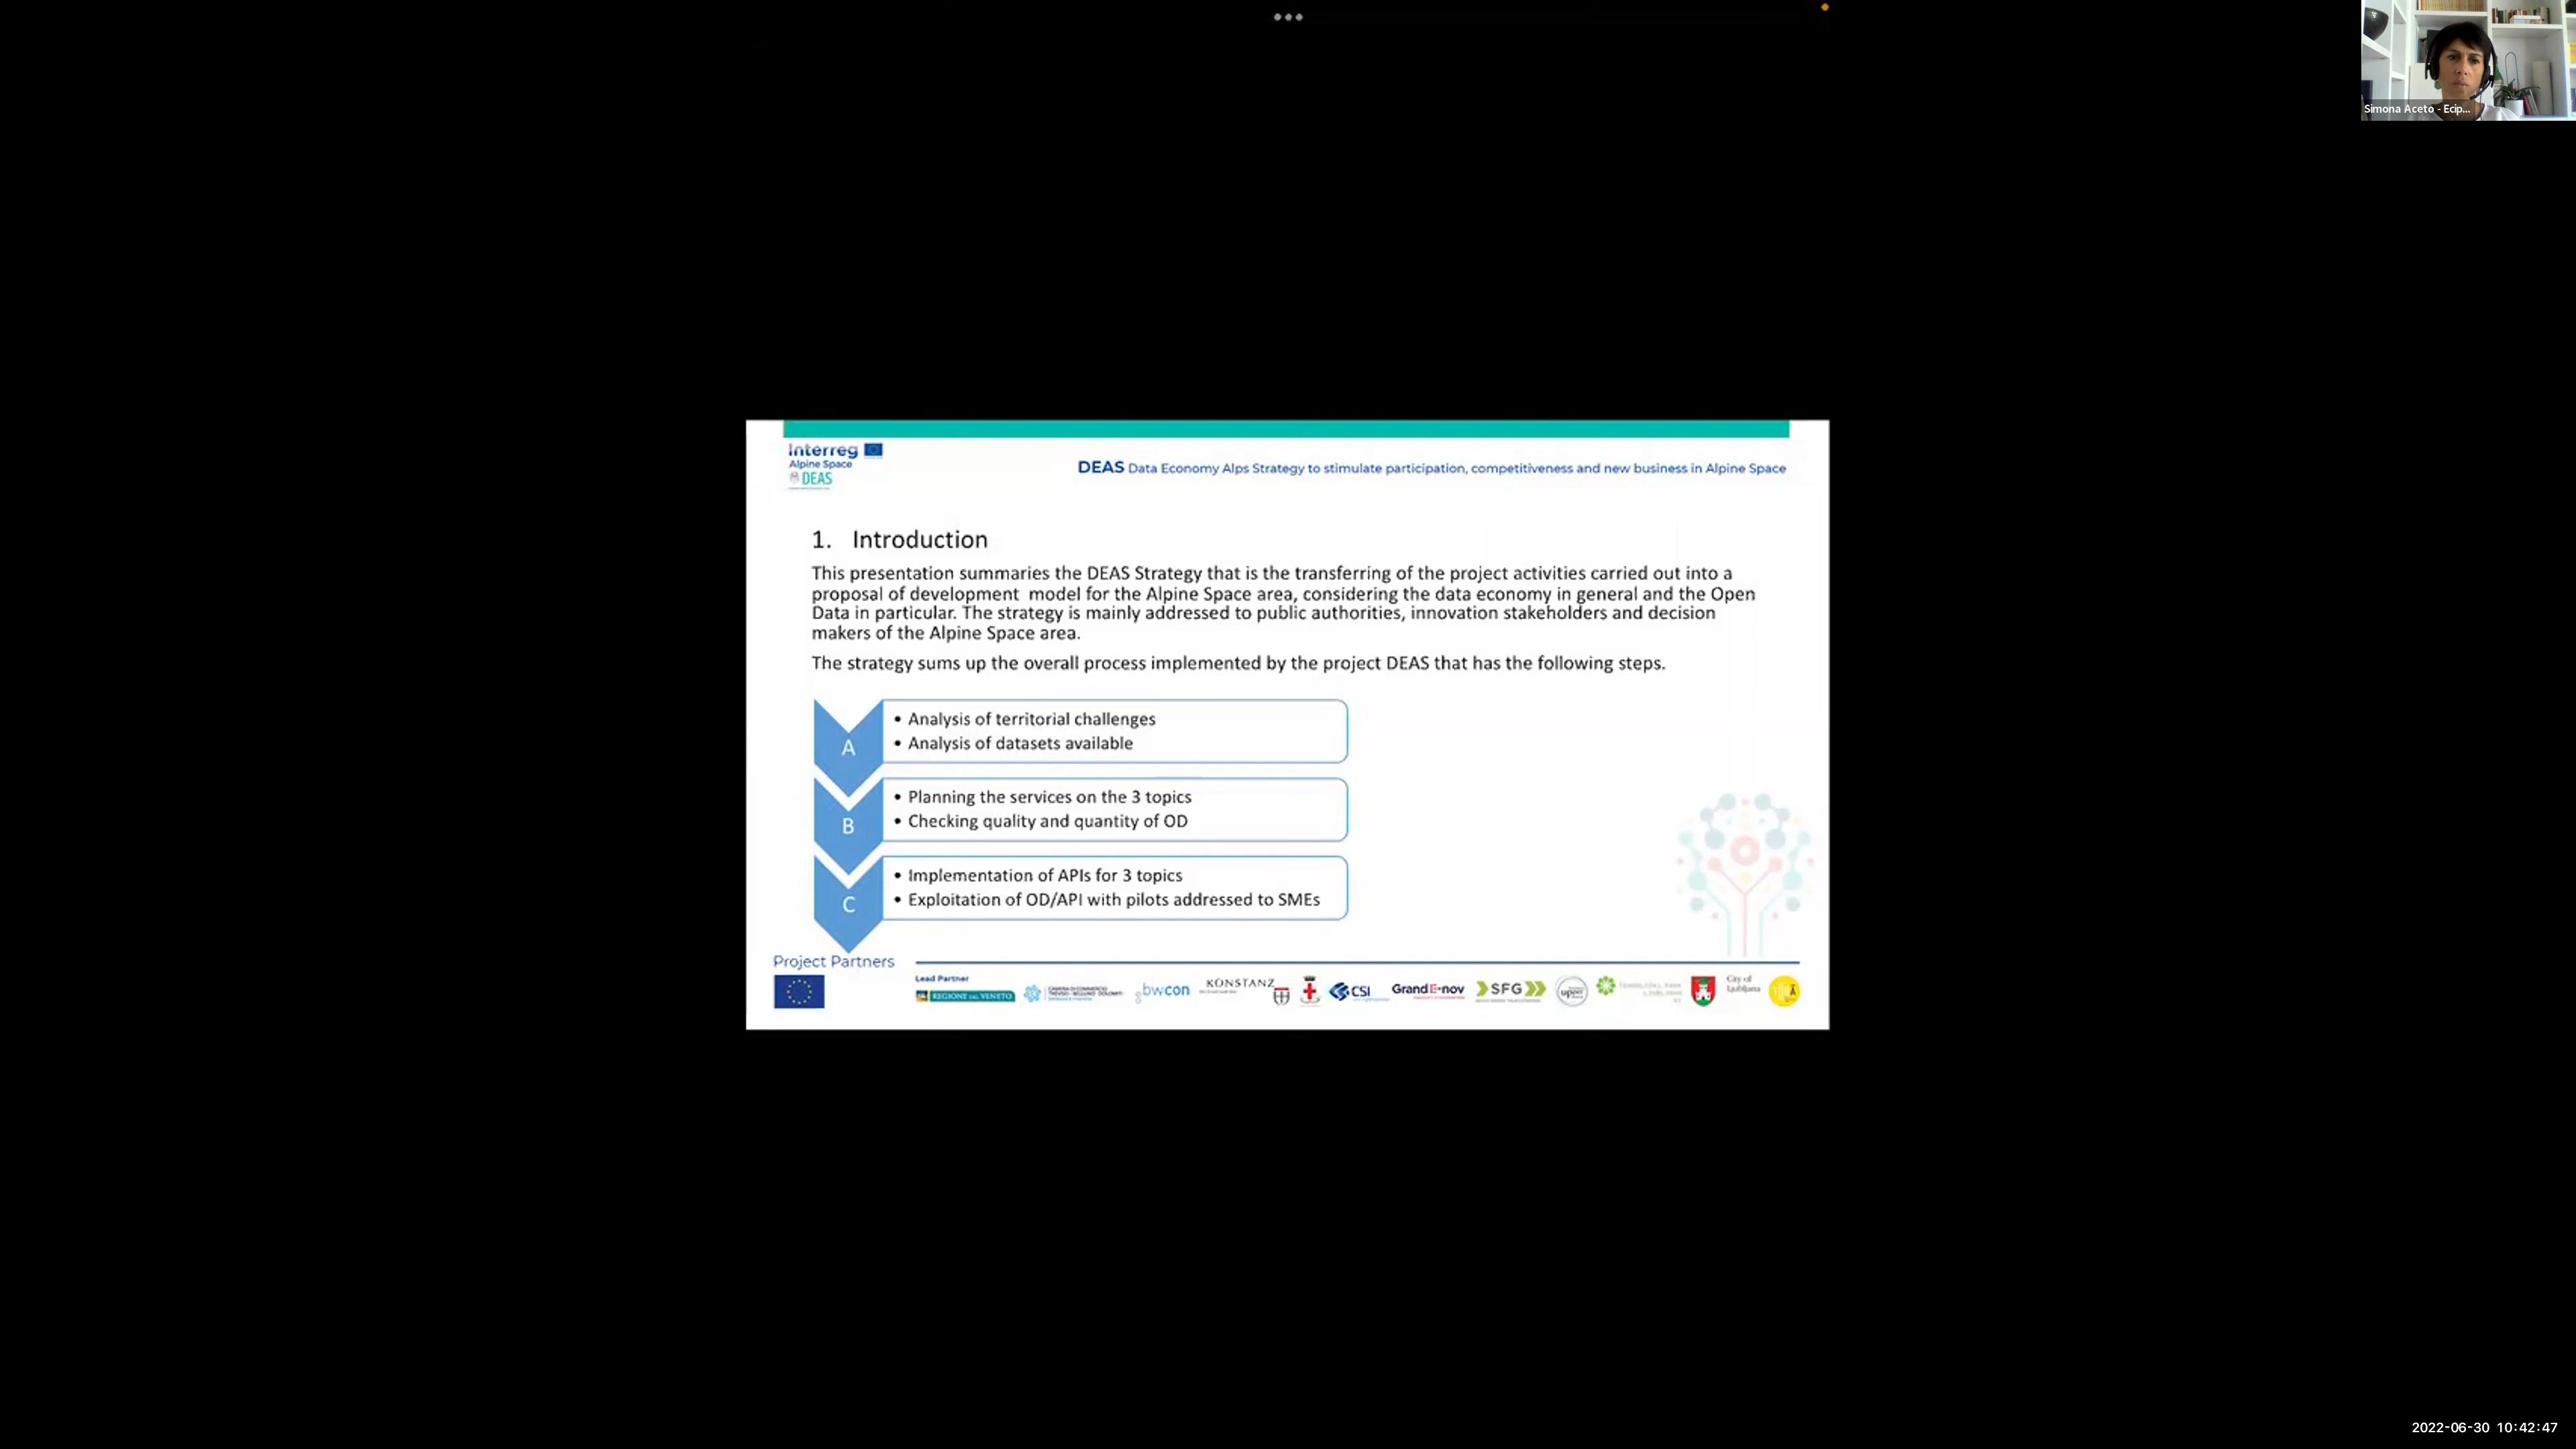 Simona Aceto - Ecip...
Interreg
Alpine Space
DEAS
DEAS Data Economy Alps Strategy to stimulate participation, competitiveness and new business in Alpine Space
1. Introduction
This presentation summaries the DEAS Strategy that is the transferring of the project activities carried out into a
proposal of development model for the Alpine Space area, considering the data economy in general and the Open
Data in particular. The strategy is mainly addressed to public authorities, innovation stakeholders and decision
makers of the Alpine Space area.
The strategy sums up the overall process implemented by the project DEAS that has the following steps.
A
• Analysis of territorial challenges
• Analysis of datasets available
B
• Planning the services on the 3 topics
• Checking quality and quantity of OD
C
• Implementation of APIs for 3 topics
• Exploitation of OD/API with pilots addressed to SMEs
Project Partners
Lead Partner
REGIONE DEL VENETO
bwcon
KONSTANZ
CSI
Grand E-nov
SFG
City of
Ljubljana
2022-06-30 10:42:47